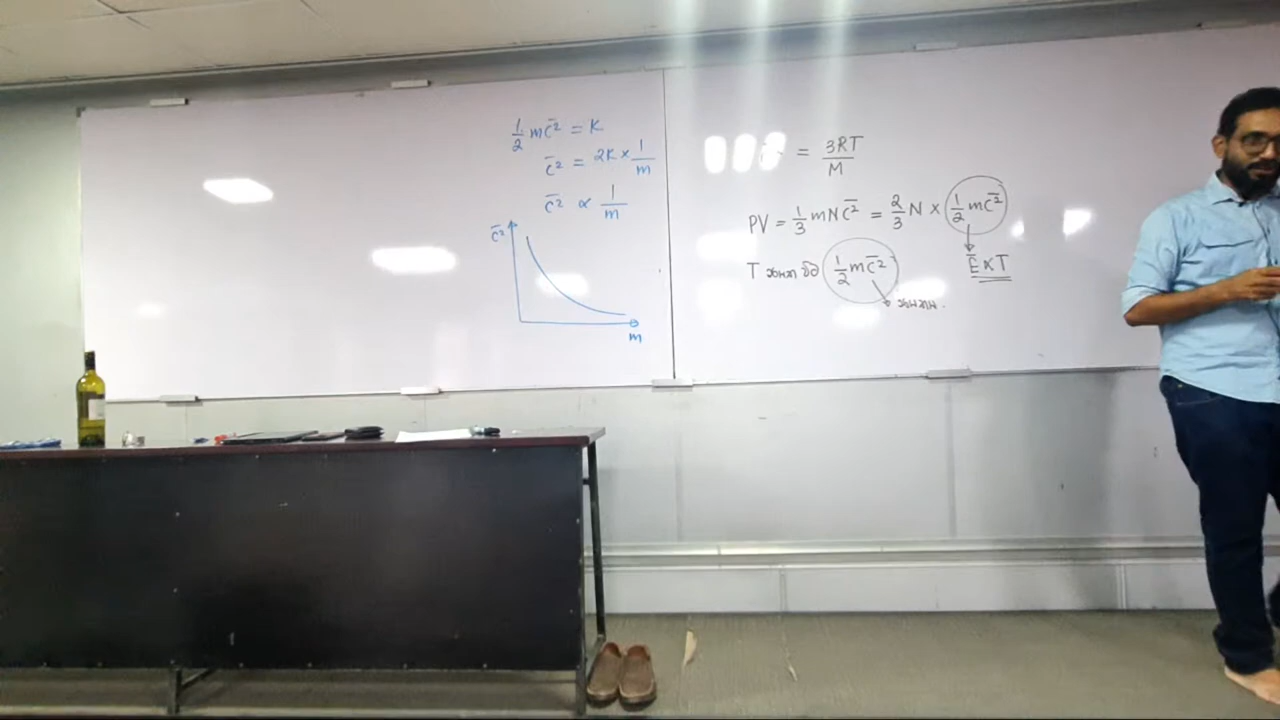 ½ mc̄² = K
c̄² = 2K × 1/m
c̄² ∝ 1/m
c̄²
m
= 3RT/M
PV = ⅓ mNc̄² = ⅔ N × ½ mc̄²
Ē ∝ T
T ½ mc̄²